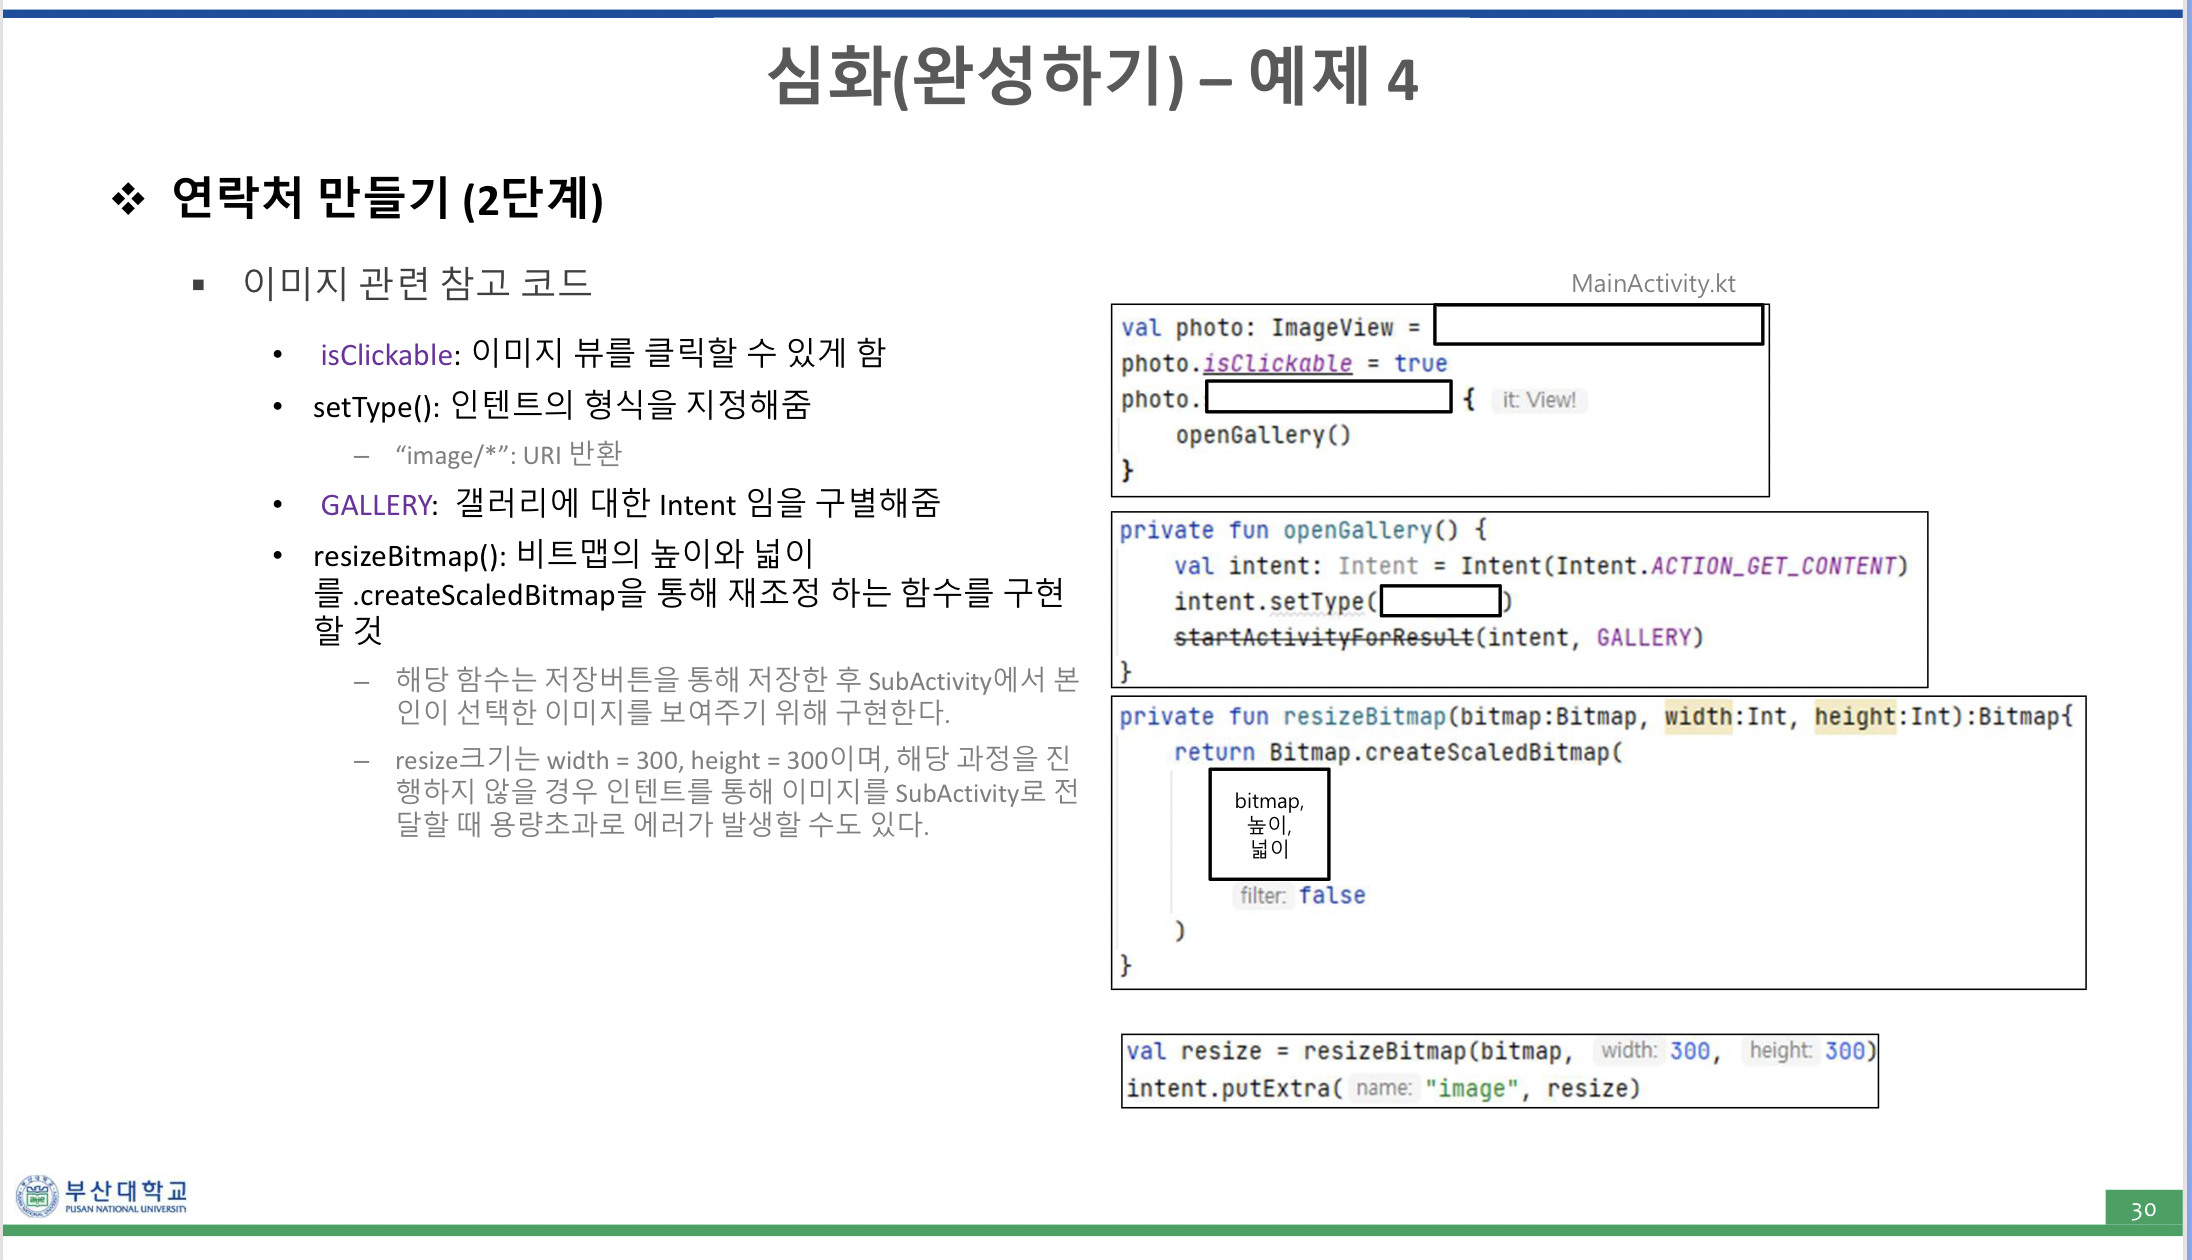 심화(완성하기) – 예제 4
❖ 연락처 만들기 (2단계)
▪ 이미지 관련 참고 코드
• isClickable: 이미지 뷰를 클릭할 수 있게 함
• setType(): 인텐트의 형식을 지정해줌
– “image/*”: URI 반환
• GALLERY: 갤러리에 대한 Intent 임을 구별해줌
• resizeBitmap(): 비트맵의 높이와 넓이
를 .createScaledBitmap을 통해 재조정 하는 함수를 구현
할 것
– 해당 함수는 저장버튼을 통해 저장한 후 SubActivity에서 본
인이 선택한 이미지를 보여주기 위해 구현한다.
– resize크기는 width = 300, height = 300이며, 해당 과정을 진
행하지 않을 경우 인텐트를 통해 이미지를 SubActivity로 전
달할 때 용량초과로 에러가 발생할 수도 있다.
MainActivity.kt
val photo: ImageView =
photo.isClickable = true
photo. { it: View!
openGallery()
}
private fun openGallery() {
val intent: Intent = Intent(Intent.ACTION_GET_CONTENT)
intent.setType( )
startActivityForResult(intent, GALLERY)
}
private fun resizeBitmap(bitmap:Bitmap, width:Int, height:Int):Bitmap{
return Bitmap.createScaledBitmap(
bitmap,
높이,
넓이
filter: false
)
}
val resize = resizeBitmap(bitmap, width: 300, height: 300)
intent.putExtra( name: "image", resize)
부산대학교
PUSAN NATIONAL UNIVERSITY
30